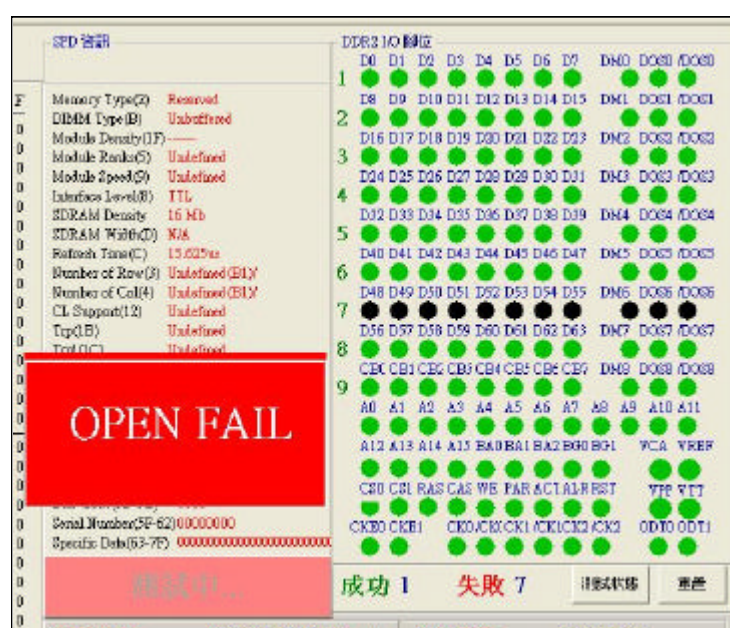 SPD 資訊
Memory Type(2) Reserved
DIMM Type(B) Unbuffered
Module Density(1F) ------
Module Ranks(5) Undefined
Module Speed(9) Undefined
Interface Level(8) TTL
SDRAM Density 16 Mb
SDRAM Width(D) N/A
Refresh Time(C) 15.625us
Number of Row(3) Undefined(B1)/
Number of Col(4) Undefined(B1)/
CL Support(12) Undefined
Trp(1B) Undefined
OPEN FAIL
Serial Number(5F-62) 00000000
測試中...
I/O 腳位
D0 D1 D2 D3 D4 D5 D6 D7 DM0 DQS0 /DQS0
1
D8 D9 D10 D11 D12 D13 D14 D15 DM1 DQS1 /DQS1
2
D16 D17 D18 D19 D20 D21 D22 D23 DM2 DQS2 /DQS2
3
D24 D25 D26 D27 D28 D29 D30 D31 DM3 DQS3 /DQS3
4
D32 D33 D34 D35 D36 D37 D38 D39 DM4 DQS4 /DQS4
5
D40 D41 D42 D43 D44 D45 D46 D47 DM5 DQS5 /DQS5
6
D48 D49 D50 D51 D52 D53 D54 D55 DM6 DQS6 /DQS6
7
D56 D57 D58 D59 D60 D61 D62 D63 DM7 DQS7 /DQS7
8
CB0 CB1 CB2 CB3 CB4 CB5 CB6 CB7 DM8 DQS8 /DQS8
9
A0 A1 A2 A3 A4 A5 A6 A7 A8 A9 A10 A11
A12 A13 A14 A15 BA0 BA1 BA2 BG0 BG1 VCA VREF
CS0 CS1 RAS CAS WE PAR ACT ALR RST VPP VTT
CKE0 CKE1 CK0 /CK0 CK1 /CK1 CK2 /CK2 ODT0 ODT1
成功 1 失敗 7 測試狀態 重置